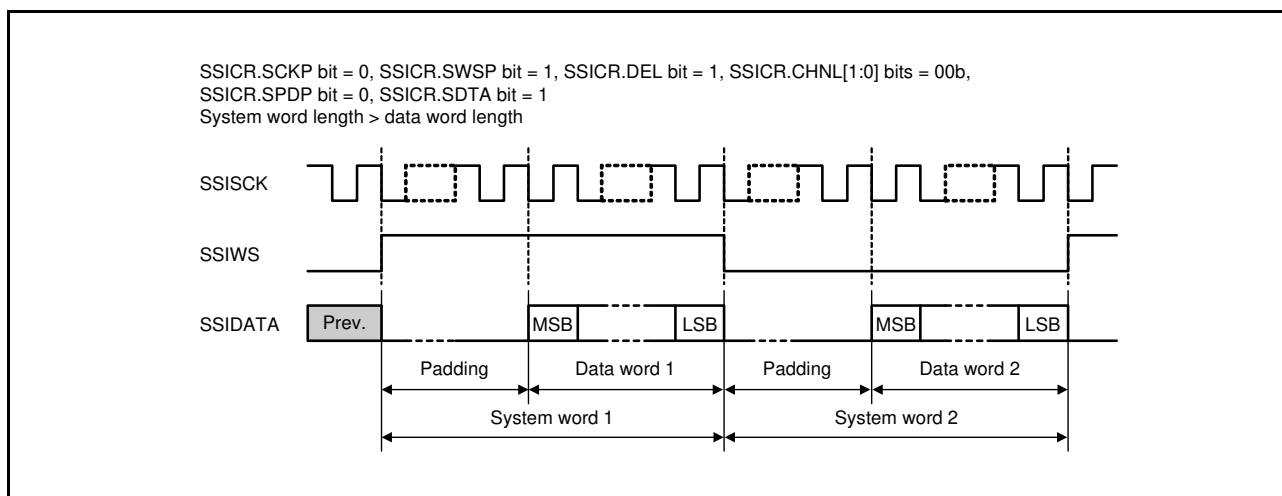 SSICR.SCKP bit = 0, SSICR.SWSP bit = 1, SSICR.DEL bit = 1, SSICR.CHNL[1:0] bits = 00b,
SSICR.SPDP bit = 0, SSICR.SDTA bit = 1
System word length > data word length
SSISCK
SSIWS
SSIDATA Prev. MSB LSB MSB LSB
Padding Data word 1 Padding Data word 2
System word 1 System word 2